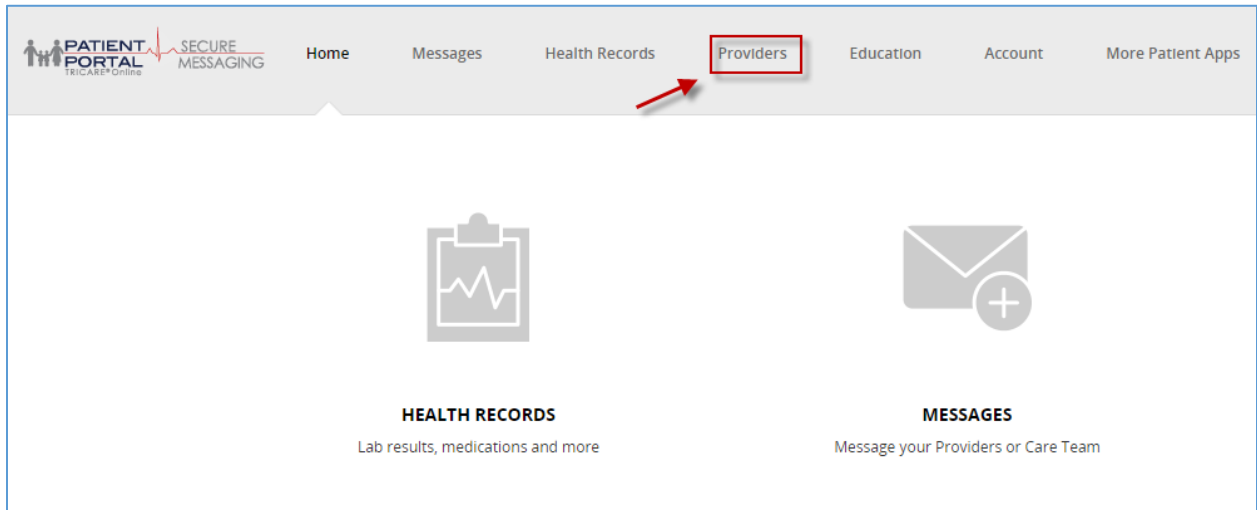 PATIENT PORTAL SECURE MESSAGING
TRICARE® Online
Home Messages Health Records Providers Education Account More Patient Apps
HEALTH RECORDS
Lab results, medications and more
MESSAGES
Message your Providers or Care Team